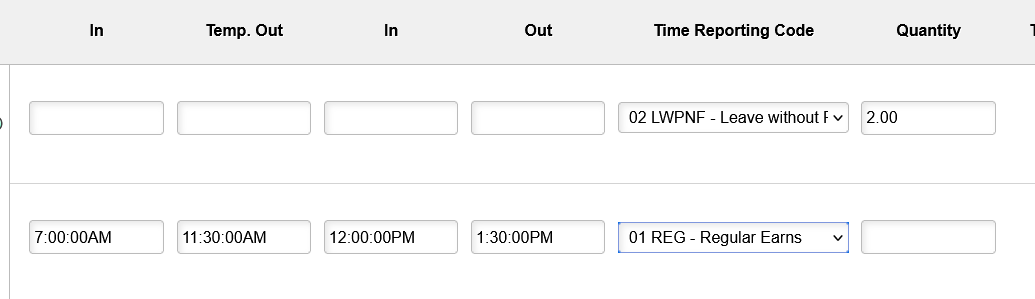 In Temp. Out In Out Time Reporting Code Quantity
02 LWPNF - Leave without 2.00
7:00:00AM 11:30:00AM 12:00:00PM 1:30:00PM 01 REG - Regular Earns